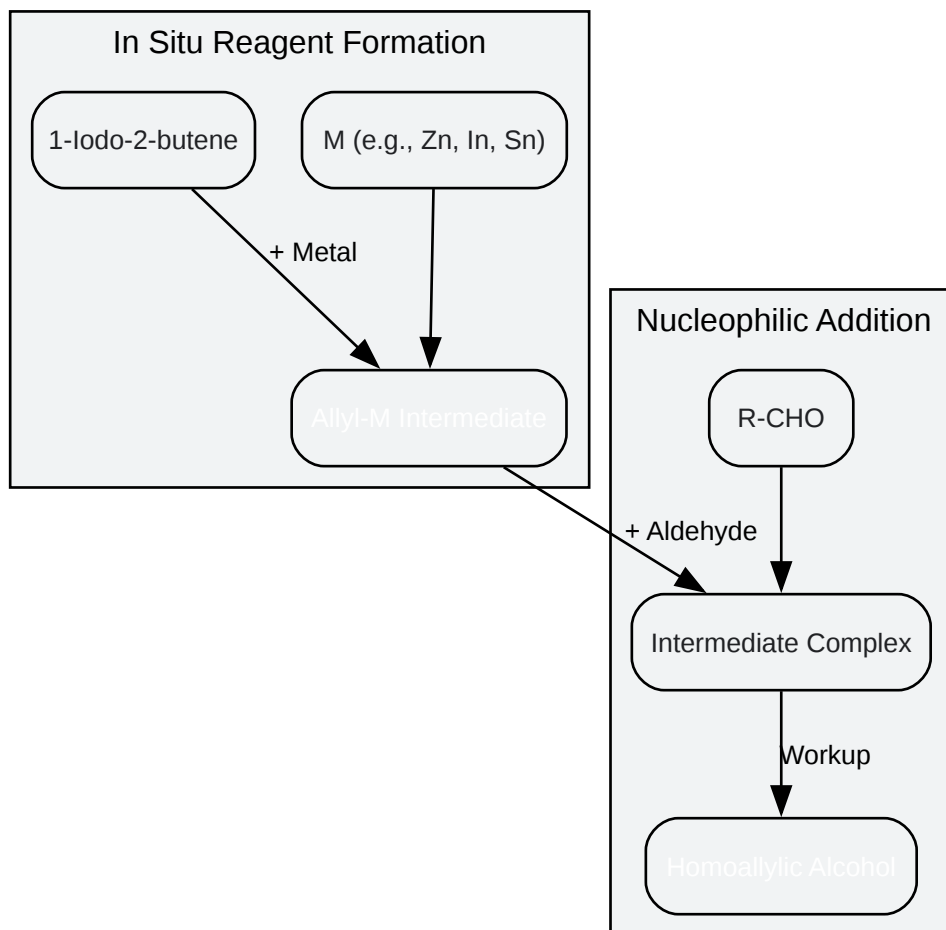 In Situ Reagent Formation
1-Iodo-2-butene
M (e.g., Zn, In, Sn)
+ Metal
Allyl-M Intermediate
Nucleophilic Addition
R-CHO
+ Aldehyde
Intermediate Complex
Workup
Homoallylic Alcohol